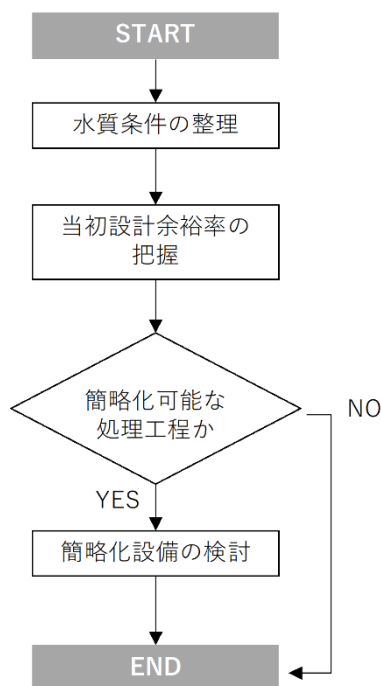 START
水質条件の整理
当初設計余裕率の
把握
簡略化可能な
処理工程か
NO
YES
簡略化設備の検討
END